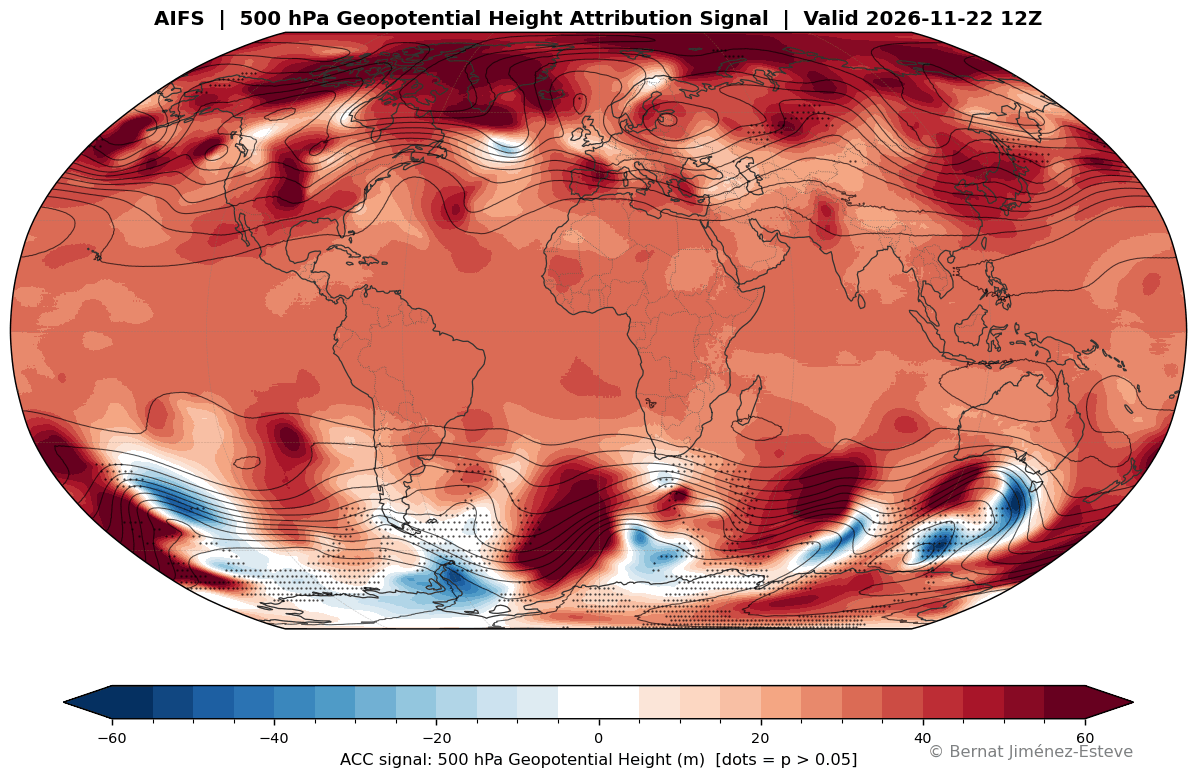 AIFS | 500 hPa Geopotential Height Attribution Signal | Valid 2026-11-22 12Z
−60 −40 −20 0 20 40 60
ACC signal: 500 hPa Geopotential Height (m) [dots = p > 0.05]
© Bernat Jiménez-Esteve